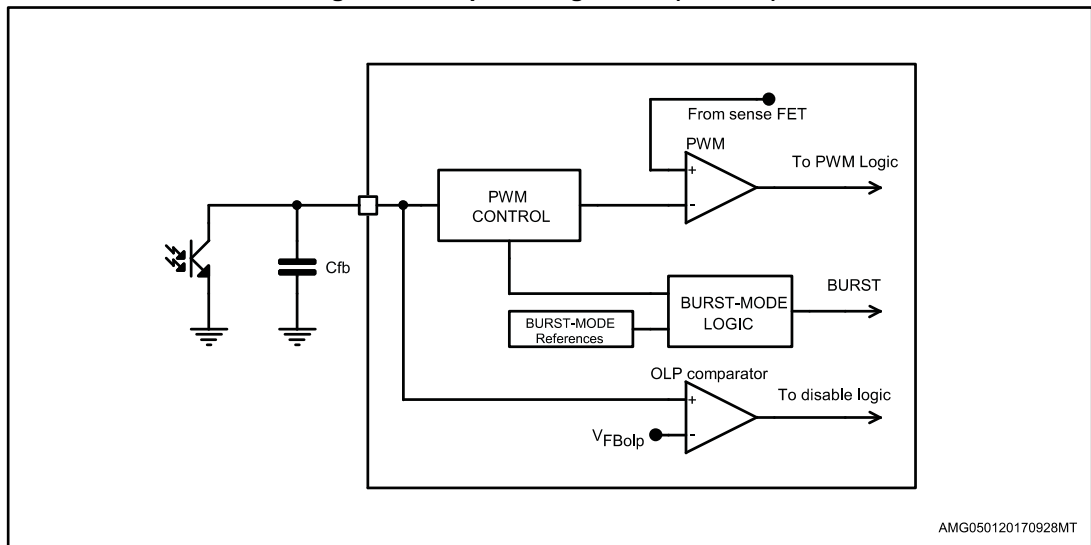 From sense FET
PWM
+
-
To PWM Logic
PWM
CONTROL
Cfb
BURST-MODE
LOGIC
BURST
BURST-MODE
References
OLP comparator
+
-
To disable logic
VFBolp
AMG050120170928MT